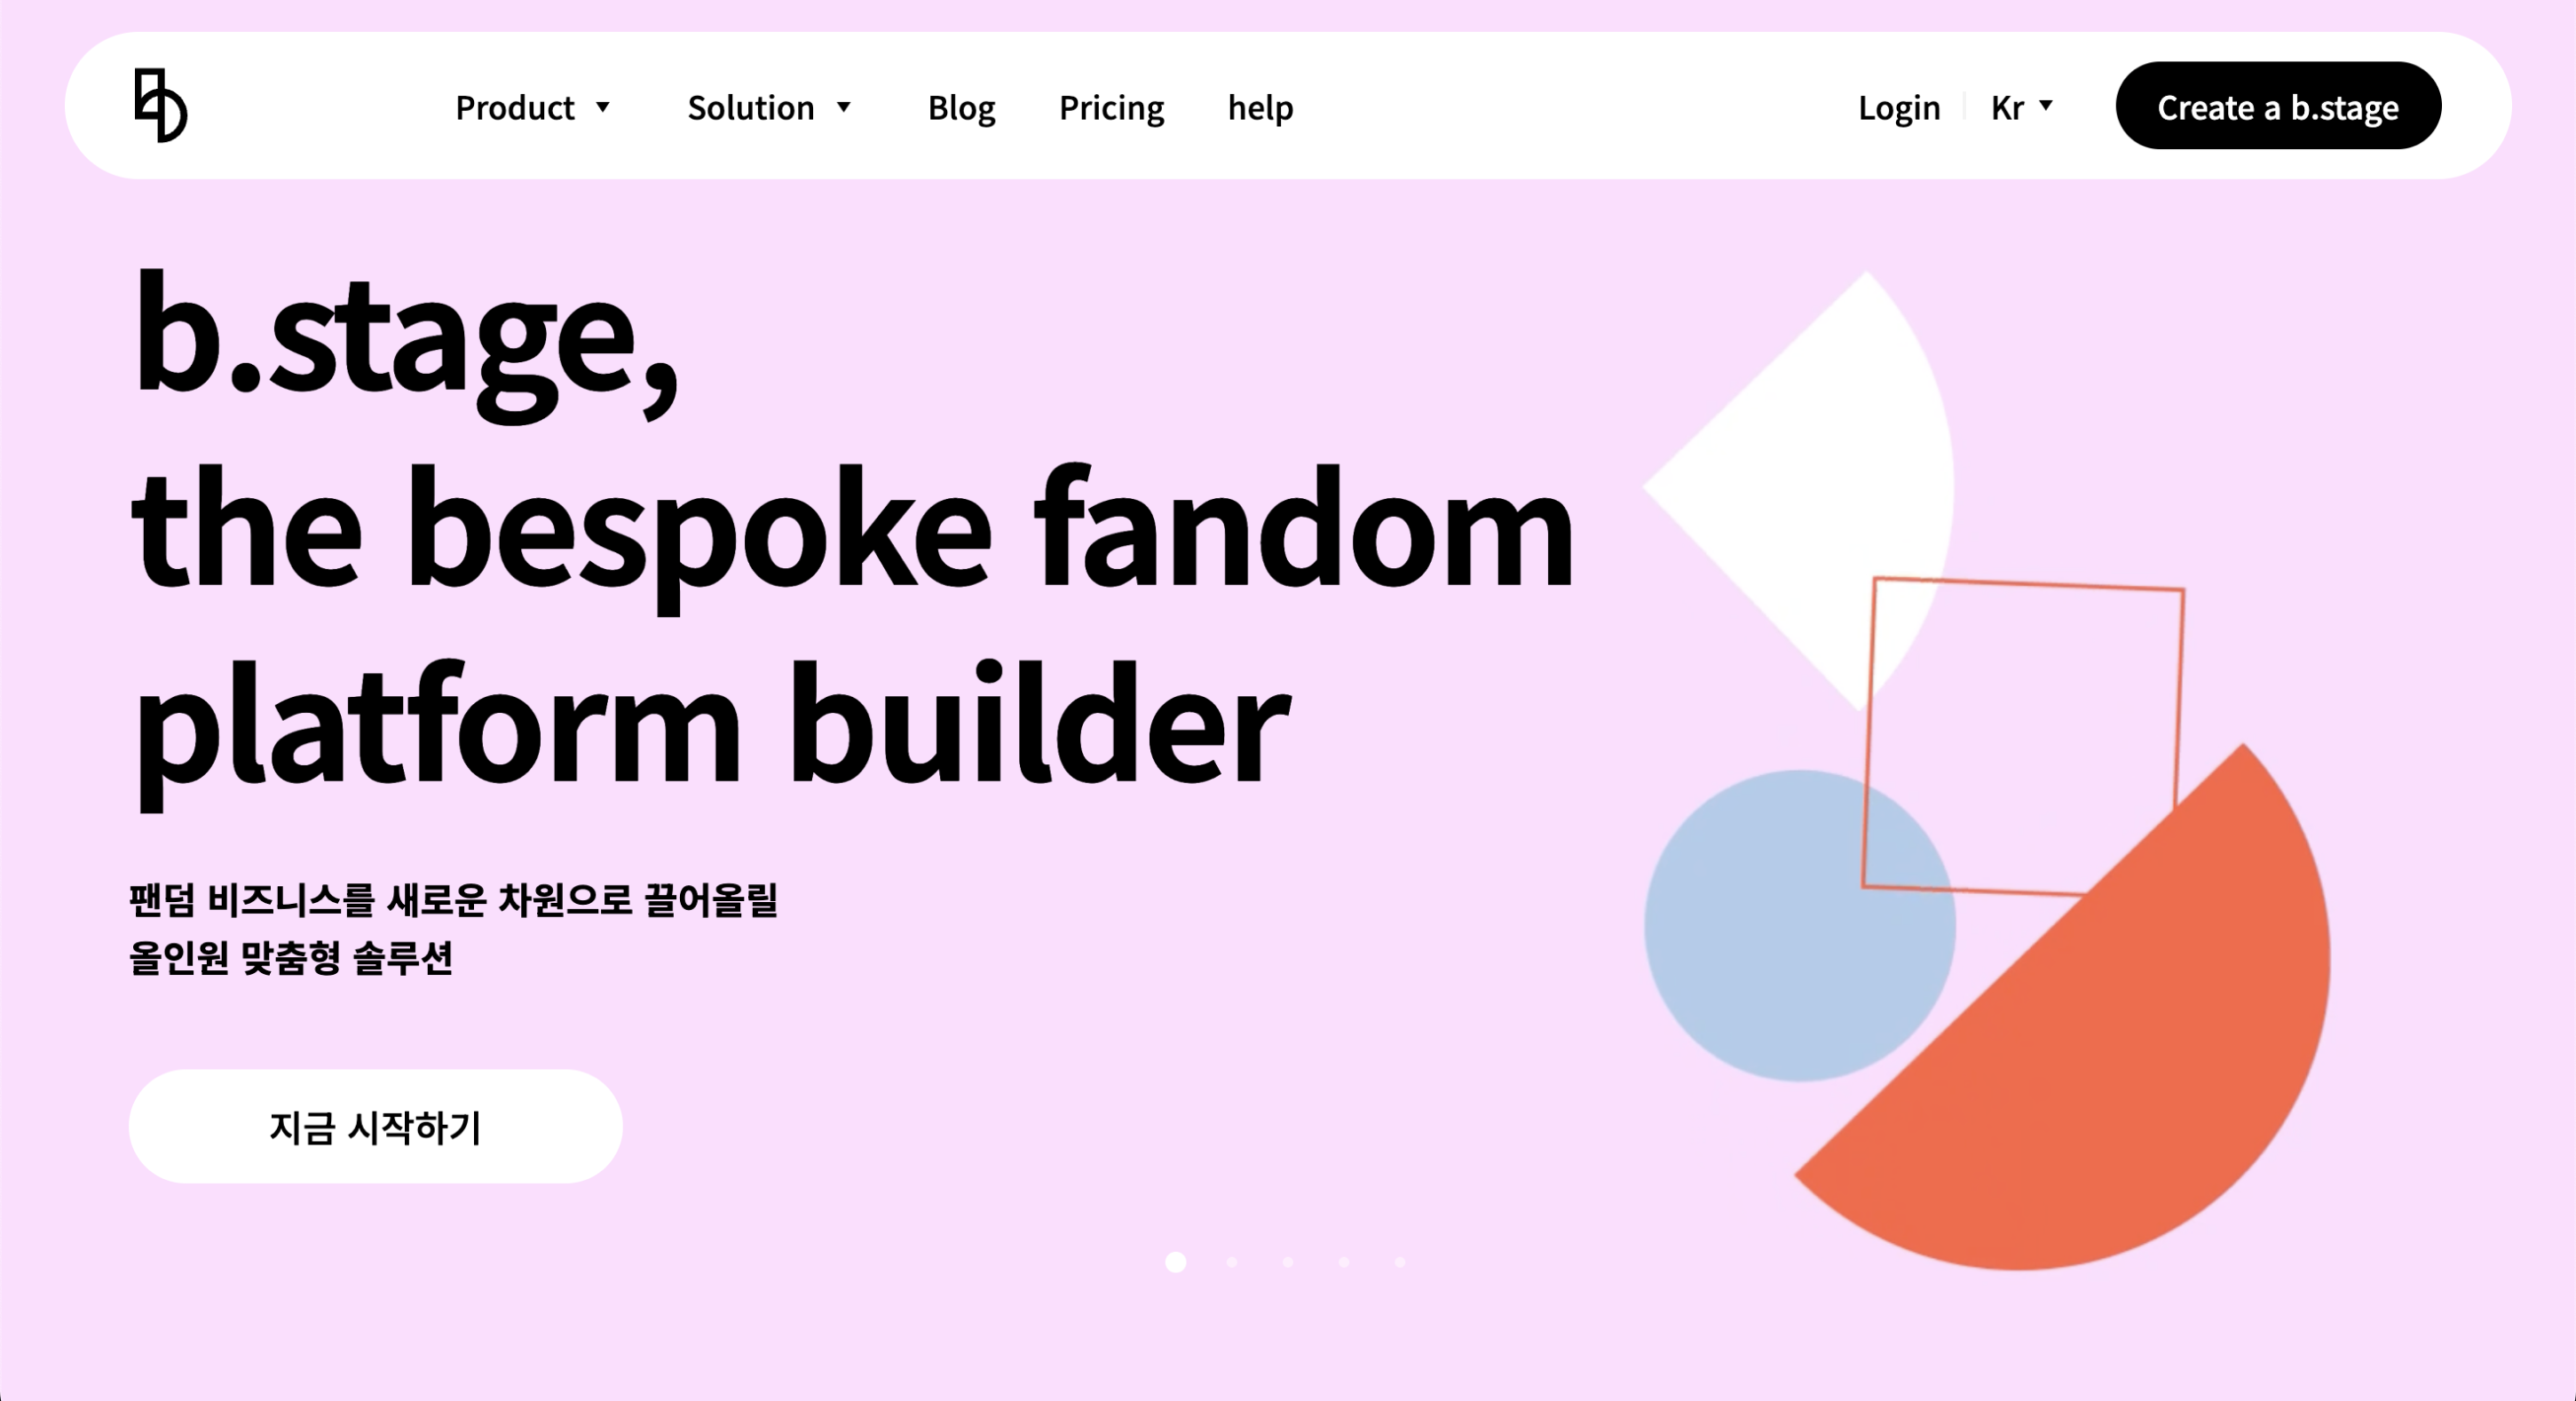 Product
Solution
Blog
Pricing
help
Login
Kr
Create a b.stage
b.stage,
the bespoke fandom
platform builder
팬덤 비즈니스를 새로운 차원으로 끌어올릴
올인원 맞춤형 솔루션
지금 시작하기